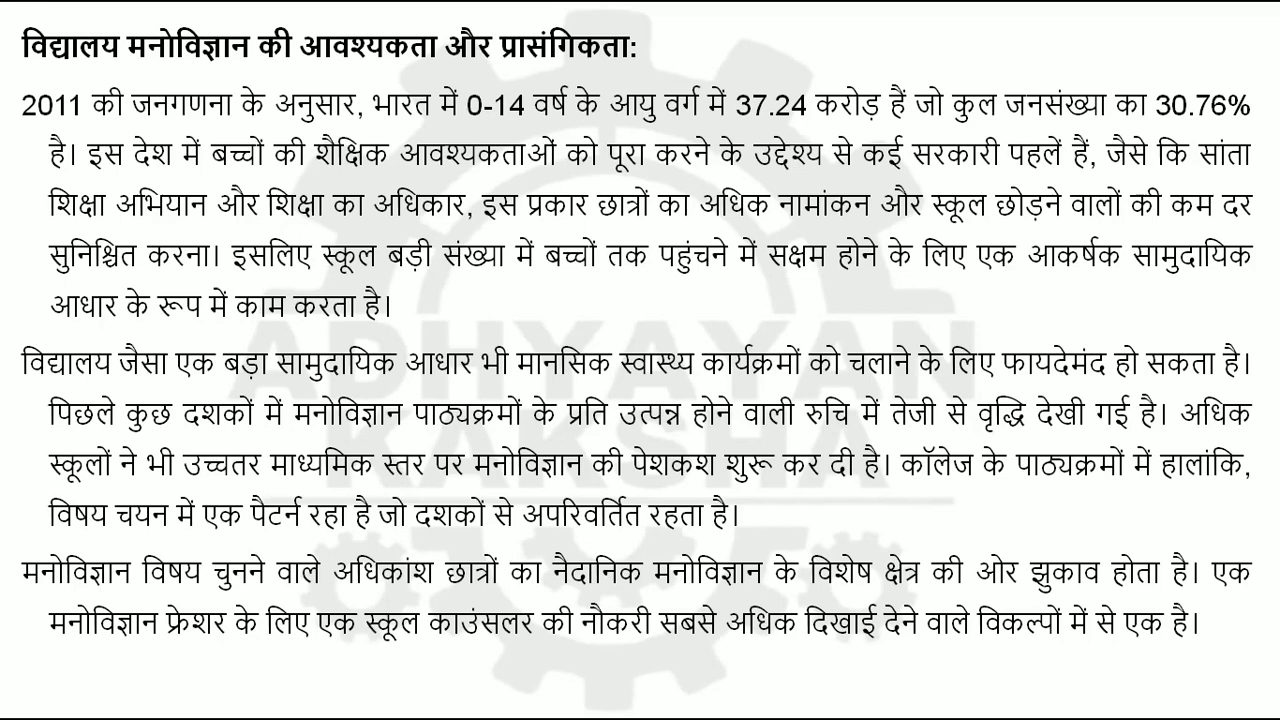 विद्यालय मनोविज्ञान की आवश्यकता और प्रासंगिकता:
2011 की जनगणना के अनुसार, भारत में 0-14 वर्ष के आयु वर्ग में 37.24 करोड़ हैं जो कुल जनसंख्या का 30.76%
है। इस देश में बच्चों की शैक्षिक आवश्यकताओं को पूरा करने के उद्देश्य से कई सरकारी पहलें हैं, जैसे कि सांता
शिक्षा अभियान और शिक्षा का अधिकार, इस प्रकार छात्रों का अधिक नामांकन और स्कूल छोड़ने वालों की कम दर
सुनिश्चित करना। इसलिए स्कूल बड़ी संख्या में बच्चों तक पहुंचने में सक्षम होने के लिए एक आकर्षक सामुदायिक
आधार के रूप में काम करता है।
विद्यालय जैसा एक बड़ा सामुदायिक आधार भी मानसिक स्वास्थ्य कार्यक्रमों को चलाने के लिए फायदेमंद हो सकता है।
पिछले कुछ दशकों में मनोविज्ञान पाठ्यक्रमों के प्रति उत्पन्न होने वाली रुचि में तेजी से वृद्धि देखी गई है। अधिक
स्कूलों ने भी उच्चतर माध्यमिक स्तर पर मनोविज्ञान की पेशकश शुरू कर दी है। कॉलेज के पाठ्यक्रमों में हालांकि,
विषय चयन में एक पैटर्न रहा है जो दशकों से अपरिवर्तित रहता है।
मनोविज्ञान विषय चुनने वाले अधिकांश छात्रों का नैदानिक मनोविज्ञान के विशेष क्षेत्र की ओर झुकाव होता है। एक
मनोविज्ञान फ्रेशर के लिए एक स्कूल काउंसलर की नौकरी सबसे अधिक दिखाई देने वाले विकल्पों में से एक है।
ADHYAYAN
KAKSHA